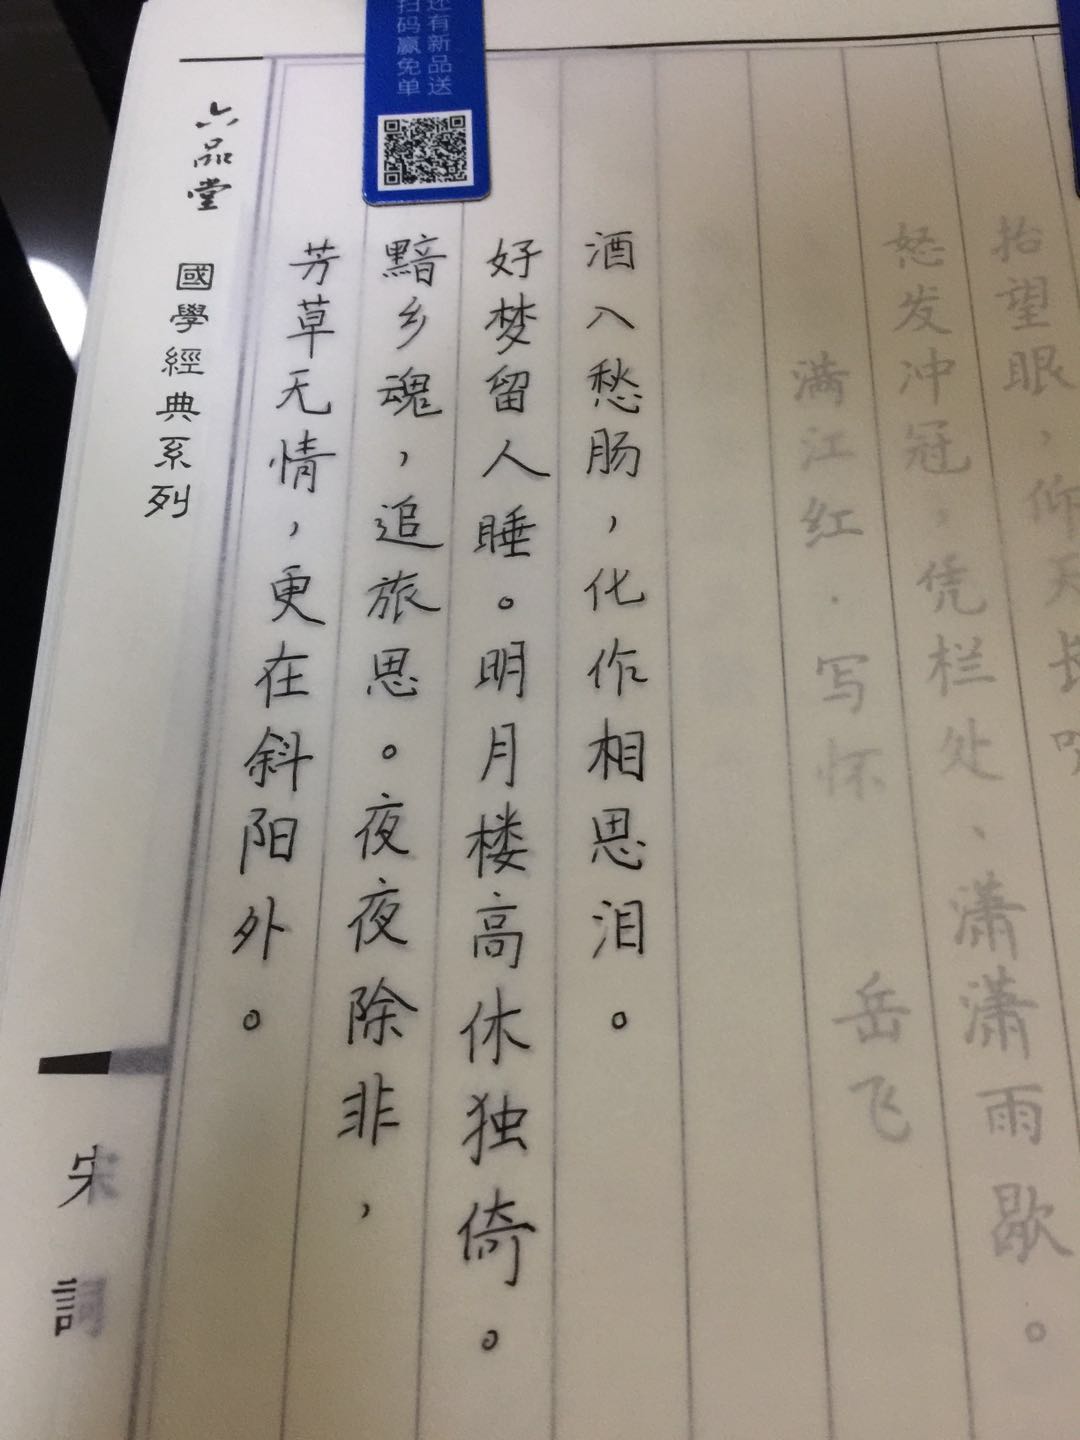 六品堂
國學經典系列
宋詞
扫码赢免单
还有新品送
芳草无情，更在斜阳外。
黯乡魂，追旅思。夜夜除非，
好梦留人睡。明月楼高休独倚。
酒入愁肠，化作相思泪。
满江红·写怀 岳飞
怒发冲冠，凭栏处、潇潇雨歇。
抬望眼，仰天长